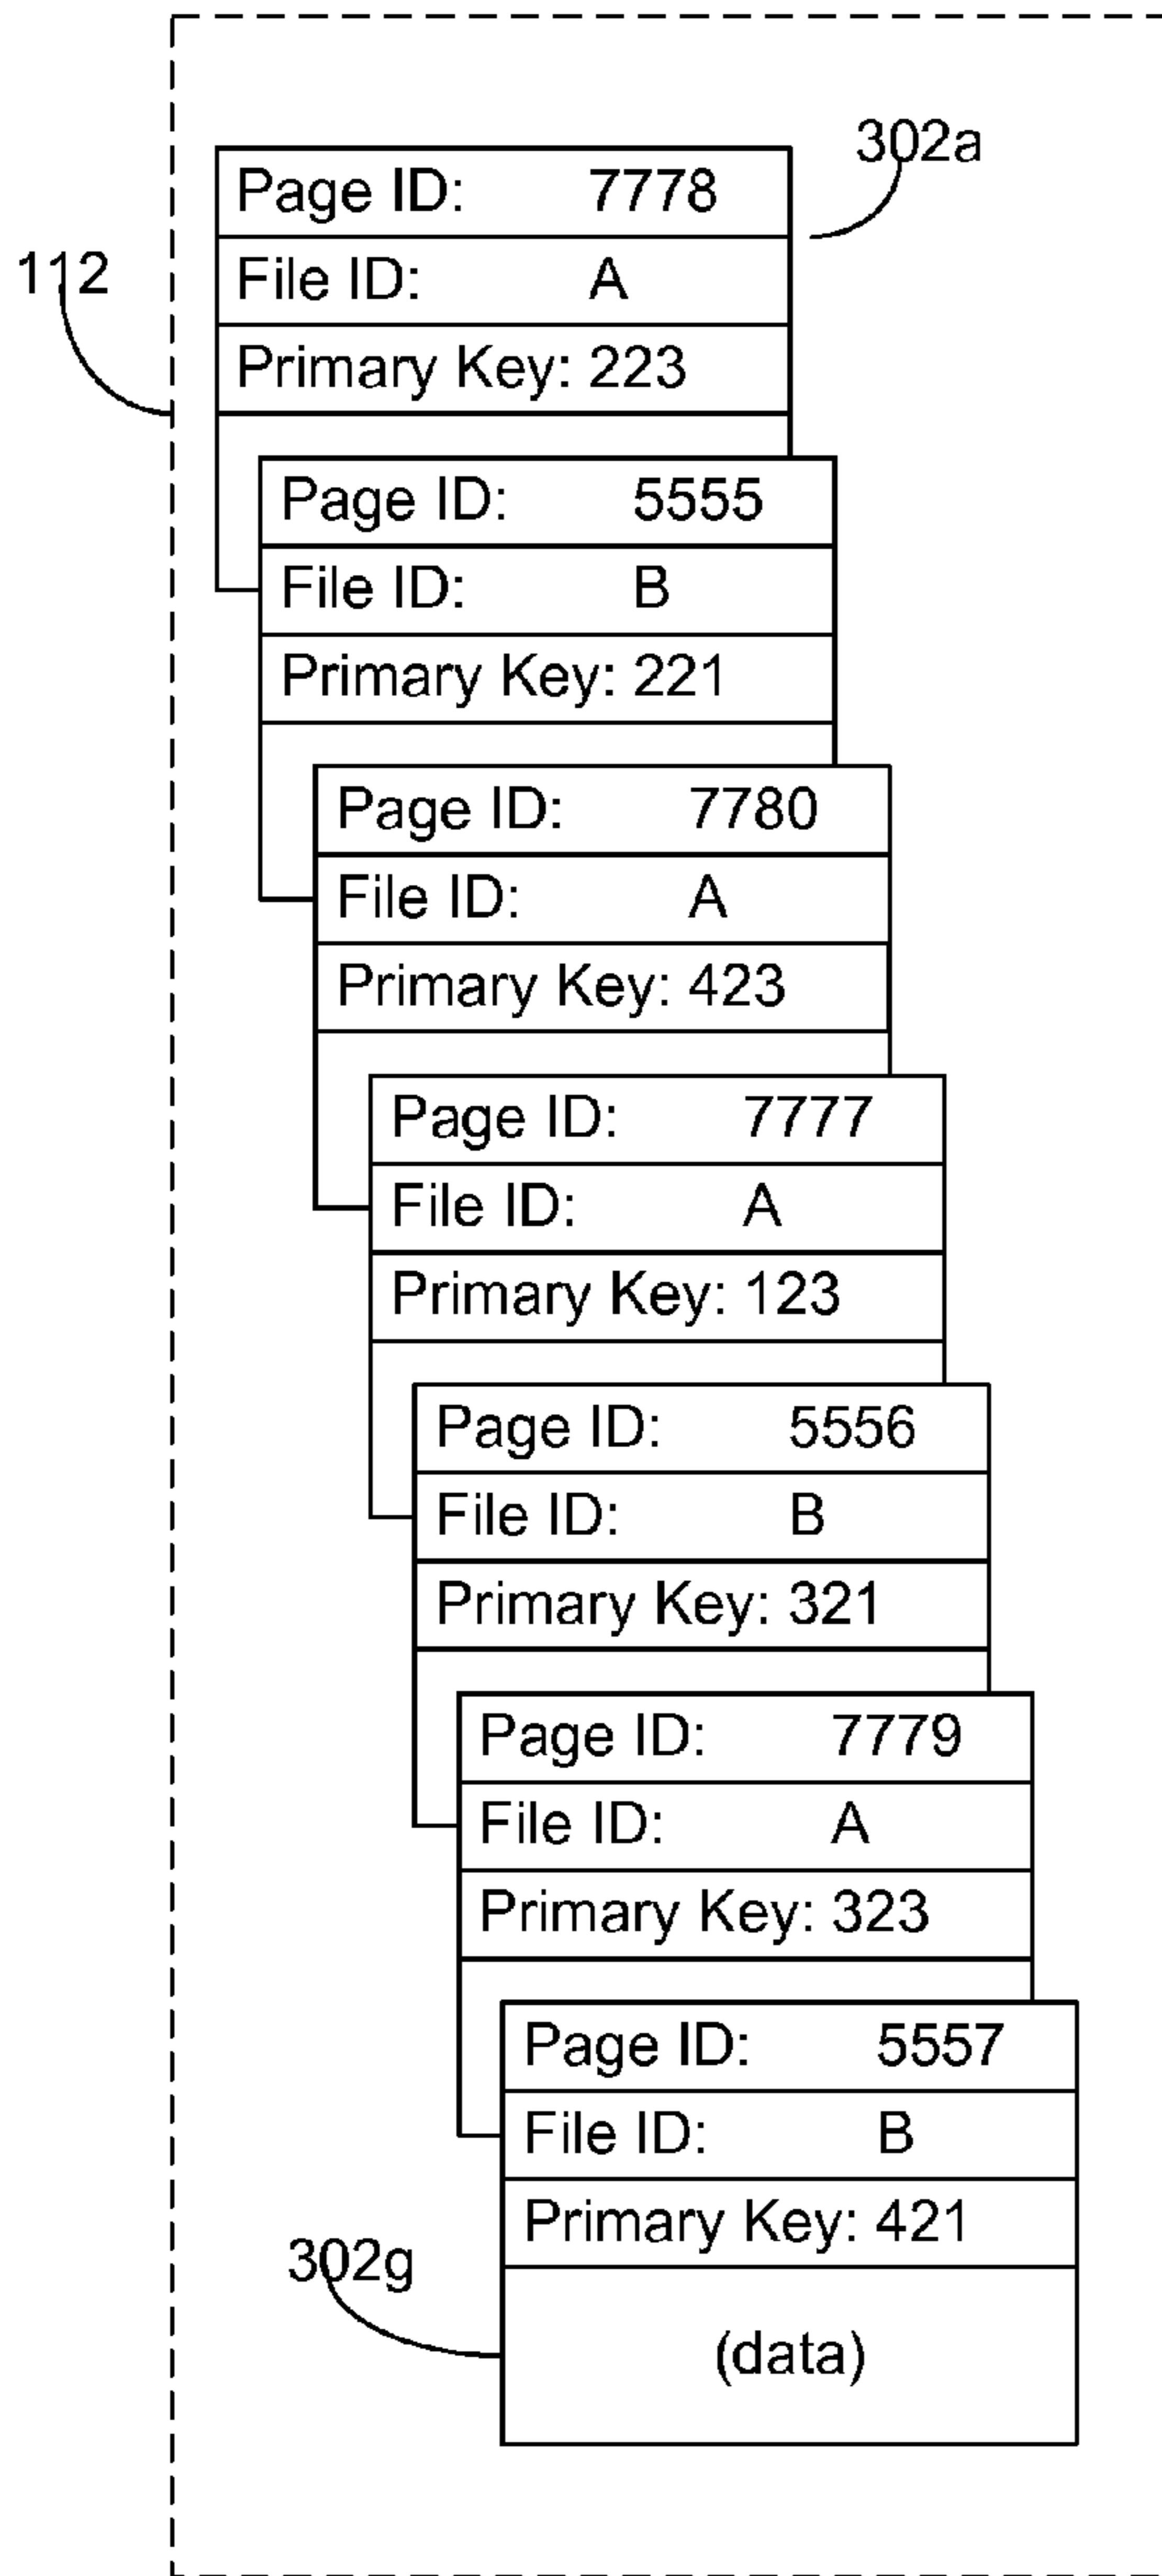 302a
Page ID: 7778
112
File ID: A
Primary Key: 223
Page ID: 5555
File ID: B
Primary Key: 221
Page ID: 7780
File ID: A
Primary Key: 423
Page ID: 7777
File ID: A
Primary Key: 123
Page ID: 5556
File ID: B
Primary Key: 321
Page ID: 7779
File ID: A
Primary Key: 323
Page ID: 5557
File ID: B
Primary Key: 421
302g
(data)